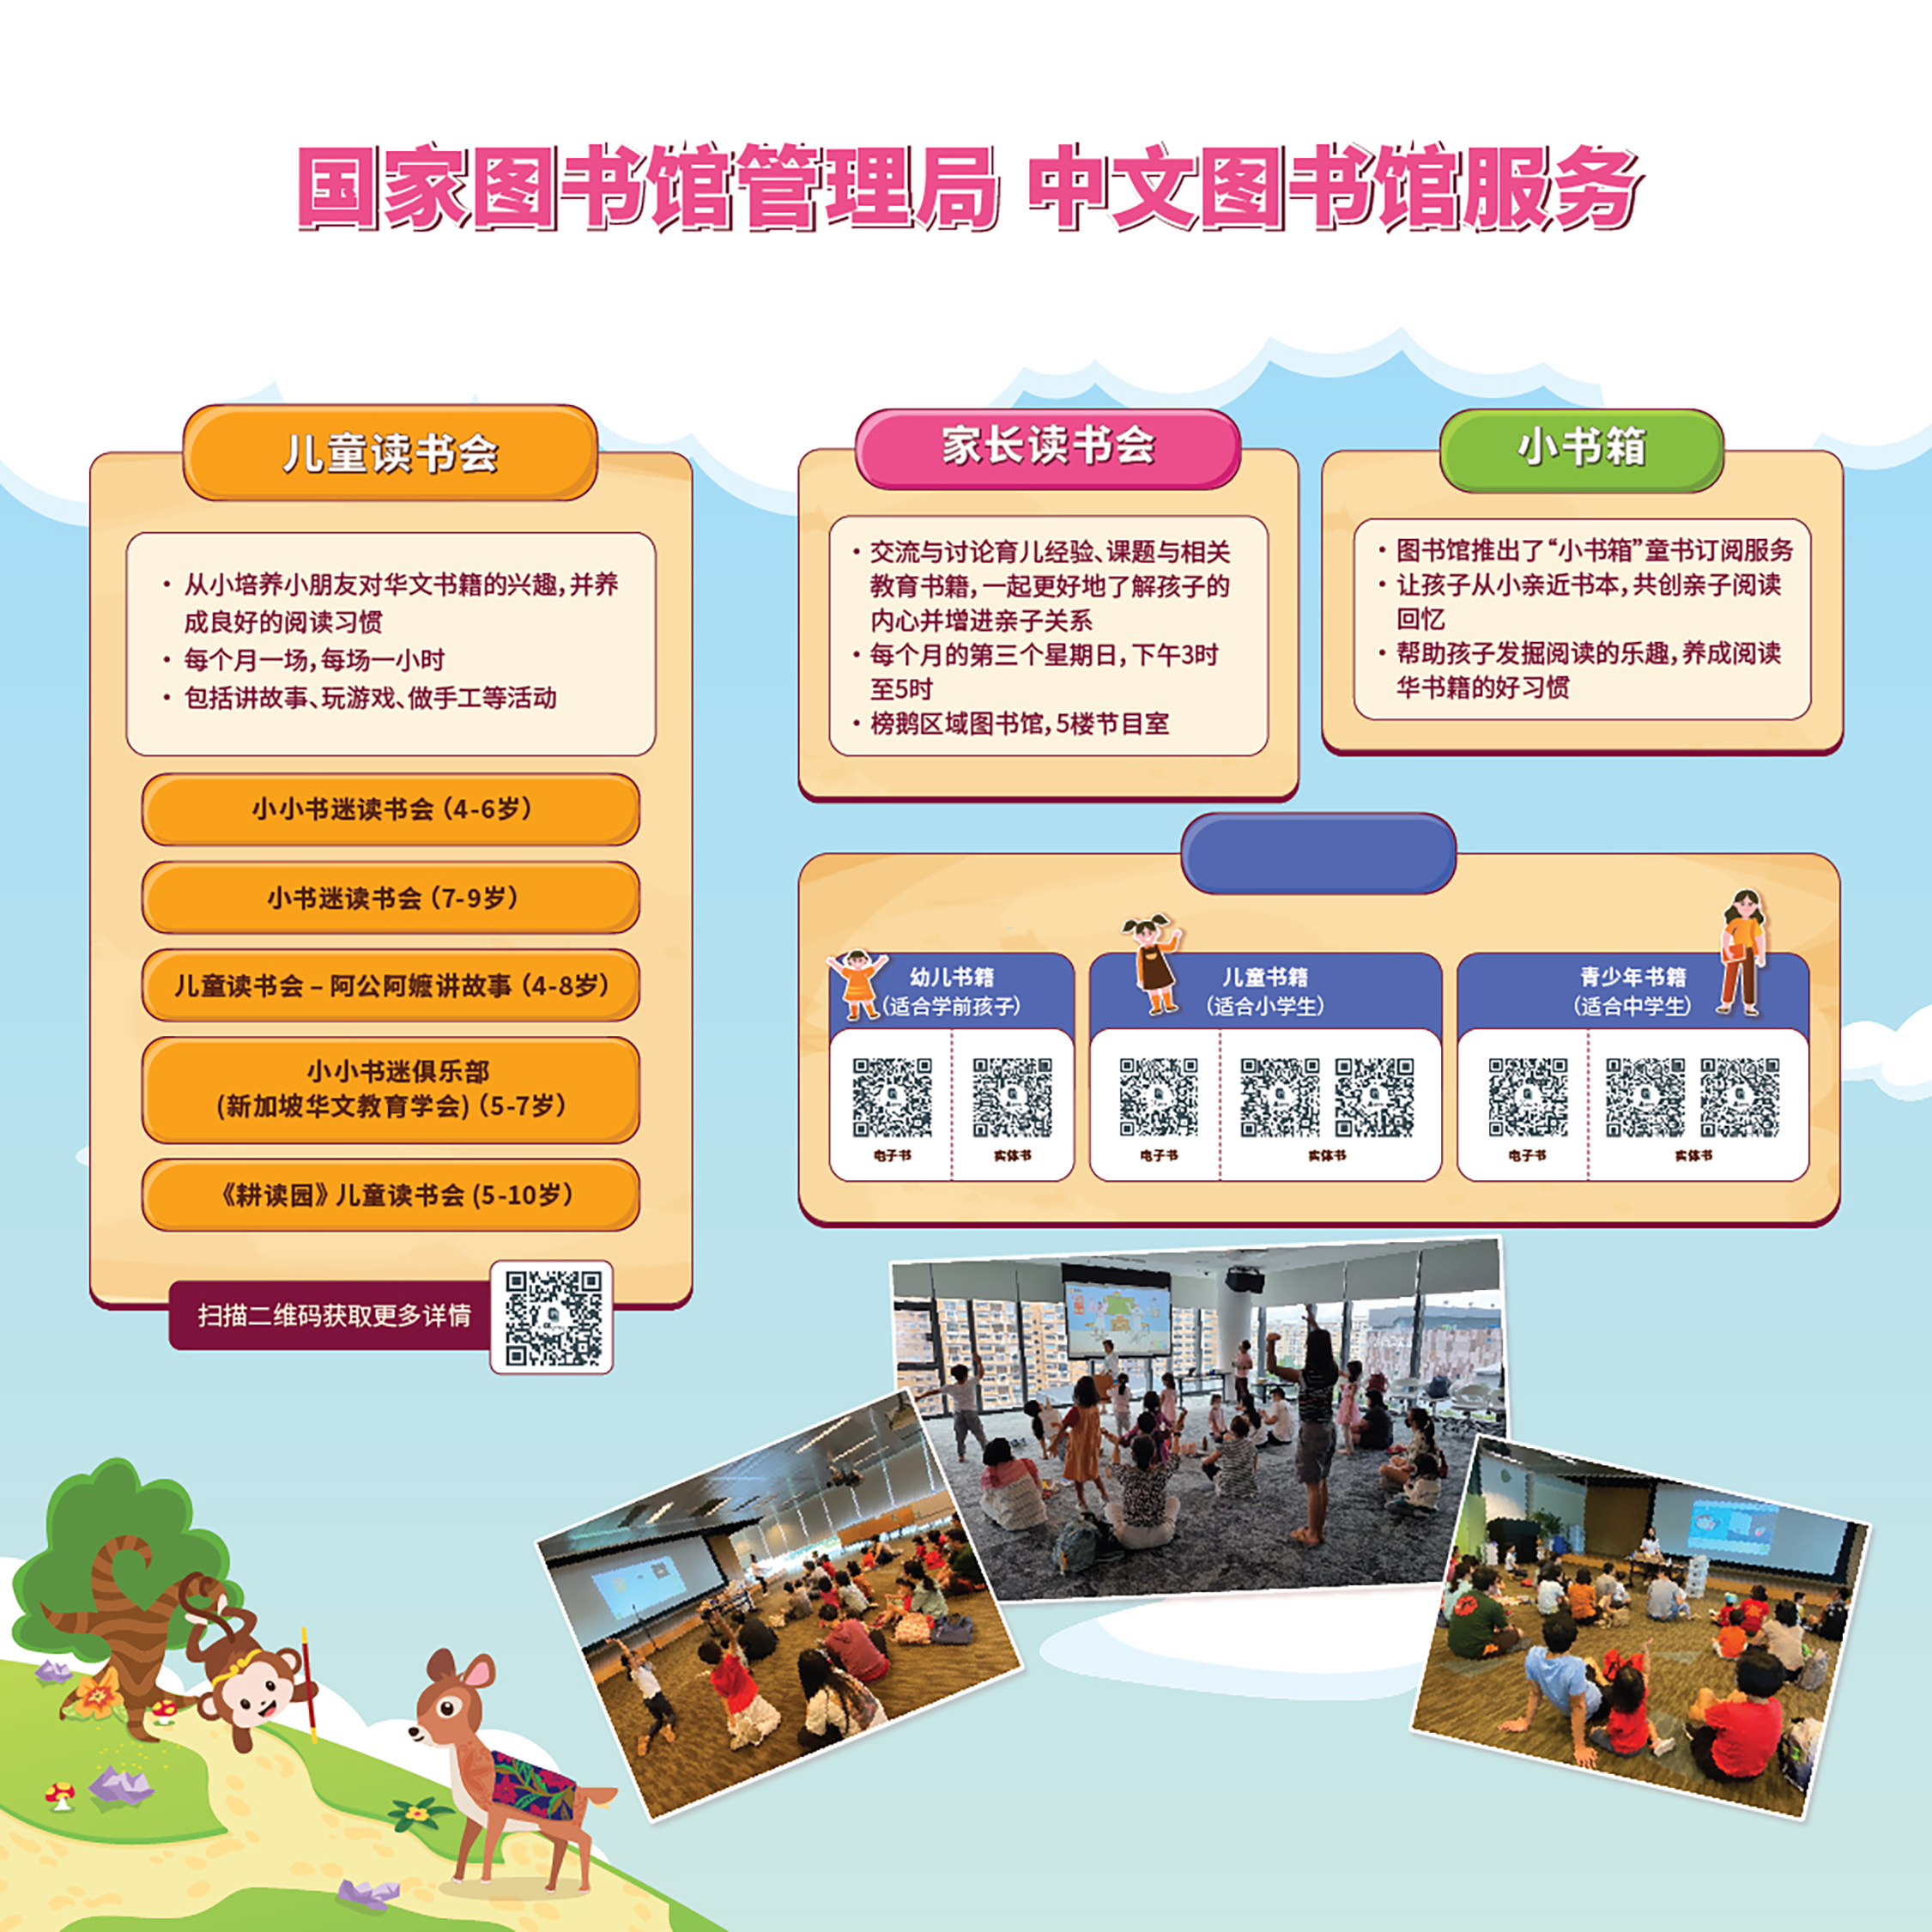 国家图书馆管理局 中文图书馆服务
儿童读书会
• 从小培养小朋友对华文书籍的兴趣，并养
成良好的阅读习惯
• 每个月一场，每场一小时
• 包括讲故事、玩游戏、做手工等活动
小小书迷读书会（4-6岁）
小书迷读书会（7-9岁）
儿童读书会 – 阿公阿嬷讲故事（4-8岁）
小小书迷俱乐部
(新加坡华文教育学会)（5-7岁）
《耕读园》儿童读书会 (5-10岁）
扫描二维码获取更多详情
家长读书会
• 交流与讨论育儿经验、课题与相关
教育书籍，一起更好地了解孩子的
内心并增进亲子关系
• 每个月的第三个星期日，下午3时
至5时
• 榜鹅区域图书馆，5楼节目室
小书箱
• 图书馆推出了“小书箱”童书订阅服务
• 让孩子从小亲近书本，共创亲子阅读
回忆
• 帮助孩子发掘阅读的乐趣，养成阅读
华书籍的好习惯
幼儿书籍
（适合学前孩子）
电子书
实体书
儿童书籍
（适合小学生）
电子书
实体书
青少年书籍
（适合中学生）
电子书
实体书